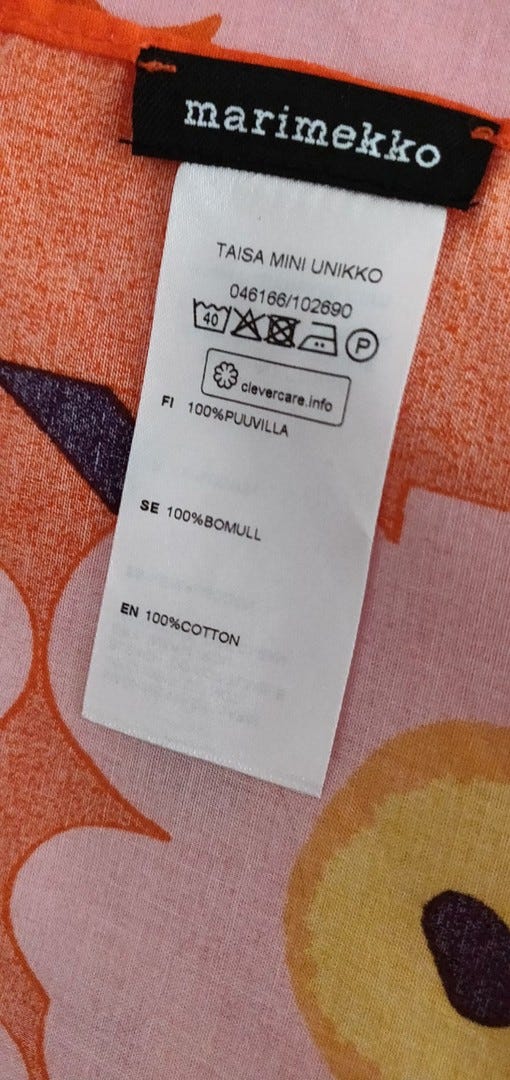 marimekko
TAISA MINI UNIKKO
046166/102690
40 P
clevercare.info
FI 100%PUUVILLA
SE 100%BOMULL
EN 100%COTTON